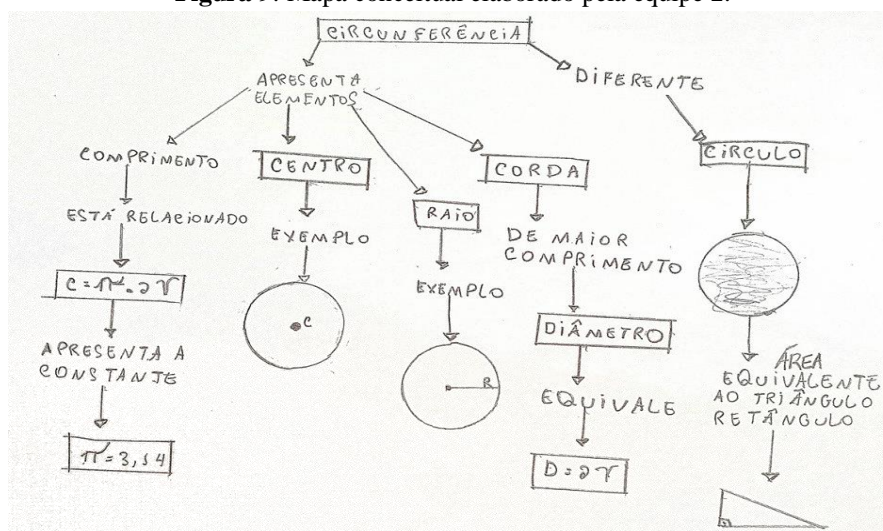 Figura 9: Mapa conceitual elaborado pela equipe 2.
CIRCUNFERÊNCIA
APRESENTA
ELEMENTOS
DIFERENTE
COMPRIMENTO
CENTRO
CORDA
CÍRCULO
ESTÁ RELACIONADO
EXEMPLO
RAIO
DE MAIOR
COMPRIMENTO
C = π . 2 r
C
EXEMPLO
DIÂMETRO
APRESENTA A
CONSTANTE
R
EQUIVALE
ÁREA
EQUIVALENTE
AO TRIÂNGULO
RETÂNGULO
π = 3,14
D = 2 r